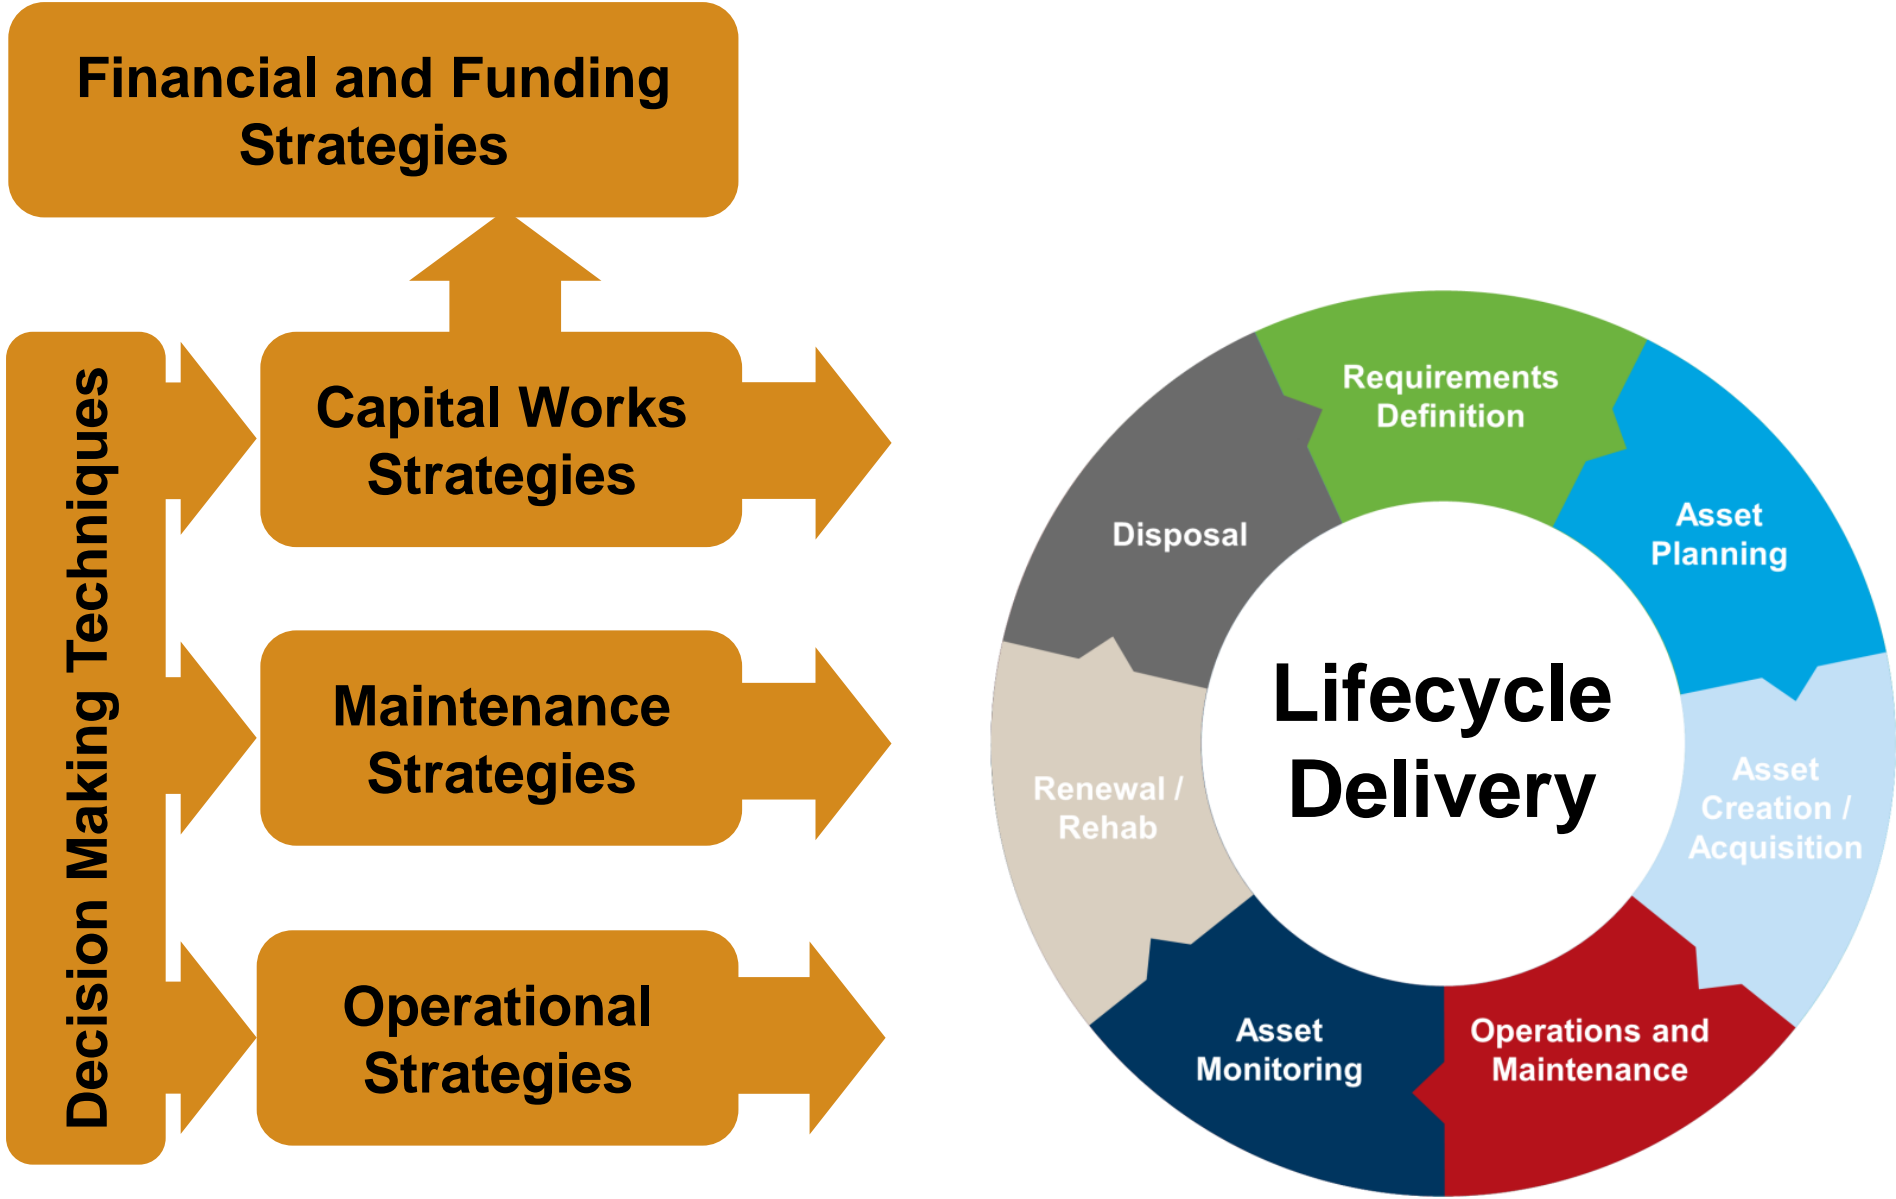 Financial and Funding
Strategies
Decision Making Techniques
Capital Works
Strategies
Maintenance
Strategies
Operational
Strategies
Lifecycle
Delivery
Requirements
Definition
Asset
Planning
Asset
Creation /
Acquisition
Operations and
Maintenance
Asset
Monitoring
Renewal /
Rehab
Disposal